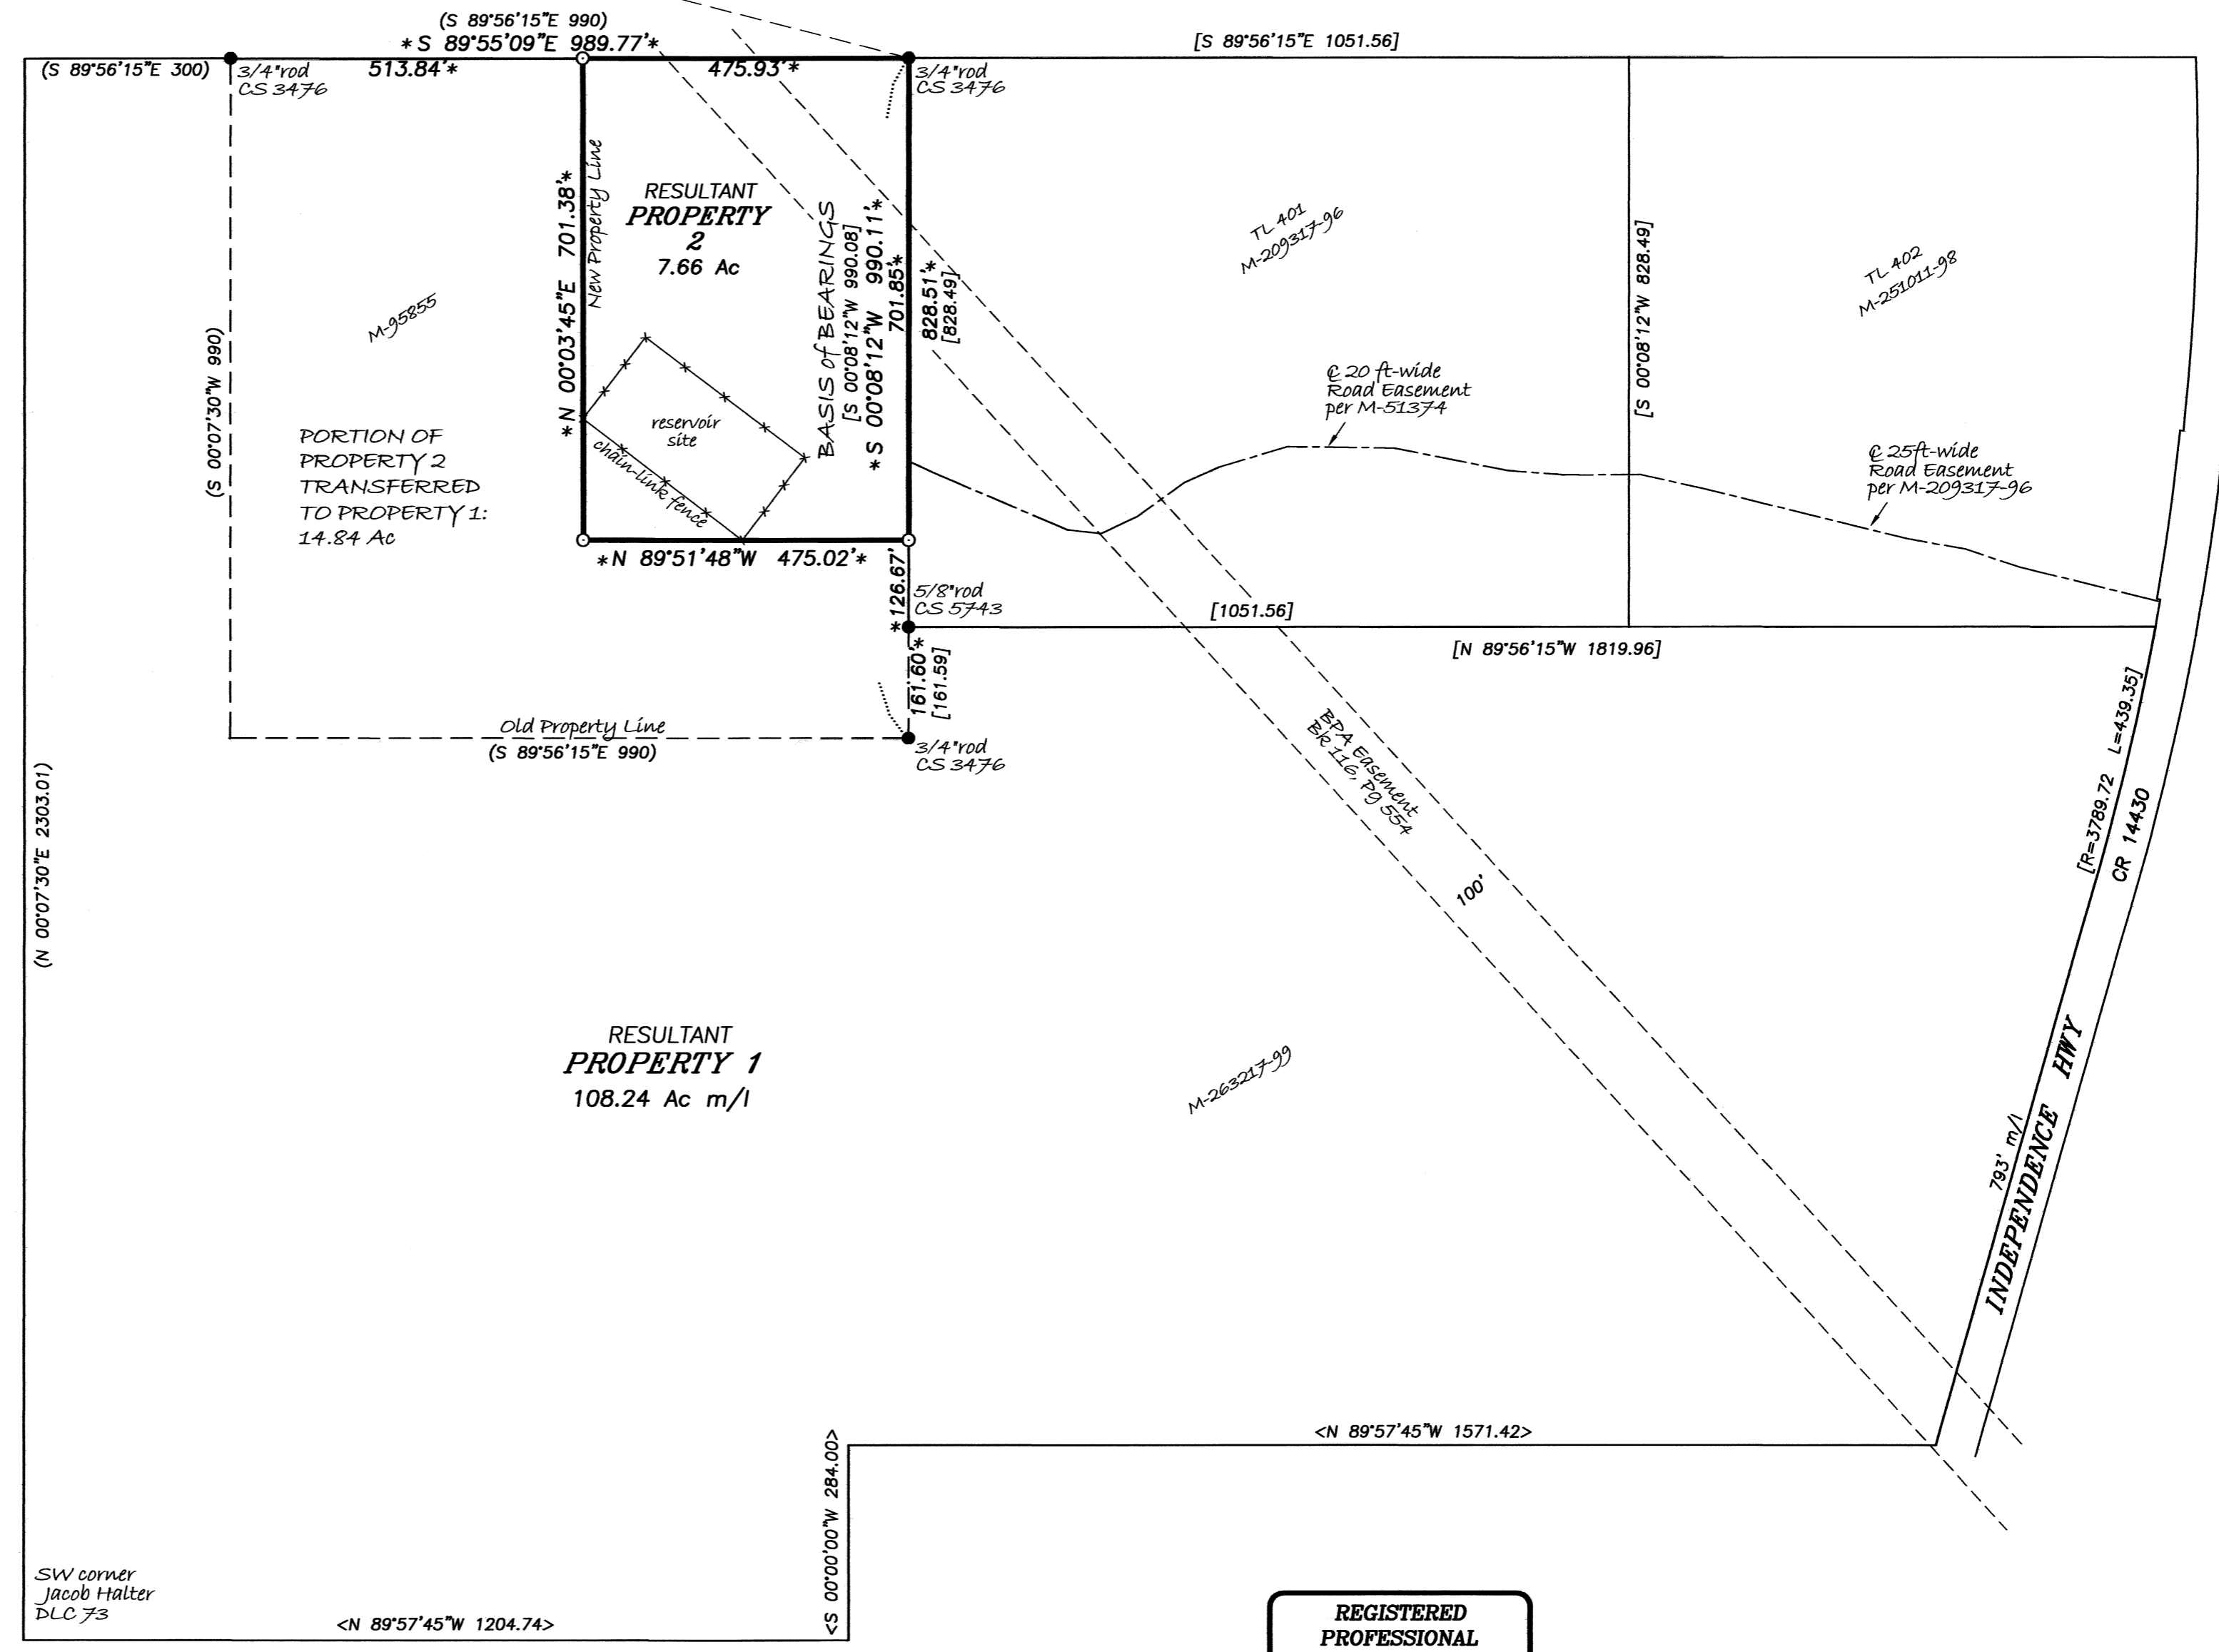 (S 89°56'15"E 990)
*S 89°55'09"E 989.77'*
[S 89°56'15"E 1051.56]
(S 89°56'15"E 300)
3/4"rod
CS 3476
513.84'*
475.93'*
3/4"rod
CS 3476
*N 00°03'45"E 701.38'*
New Property Line
RESULTANT
PROPERTY
2
7.66 Ac
BASIS of BEARINGS
[S 00°08'12"W 990.08]
*S 00°08'12"W 990.11'*
701.85'*
828.51'*
[828.49]
TL 401
M-209317-96
[S 00°08'12"W 828.49]
TL 402
M-251011-98
M-95855
(S 00°07'30"W 990)
PORTION OF
PROPERTY 2
TRANSFERRED
TO PROPERTY 1:
14.84 Ac
reservoir
site
chain-link fence
℄ 20 ft-wide
Road Easement
per M-51374
℄ 25ft-wide
Road Easement
per M-209317-96
*N 89°51'48"W 475.02'*
*126.67'
5/8"rod
CS 5743
[1051.56]
[N 89°56'15"W 1819.96]
161.60'*
[161.59]
Old Property Line
(S 89°56'15"E 990)
3/4"rod
CS 3476
BPA Easement
BK 116, Pg 554
100'
[R=3789.72 L=439.35]
CR 14430
(N 00°07'30"E 2303.01)
RESULTANT
PROPERTY 1
108.24 Ac m/l
M-263217-99
793' m/l
INDEPENDENCE HWY
<N 89°57'45"W 1571.42>
<S 00°00'00"W 284.00>
SW corner
Jacob Halter
DLC 73
<N 89°57'45"W 1204.74>
REGISTERED
PROFESSIONAL